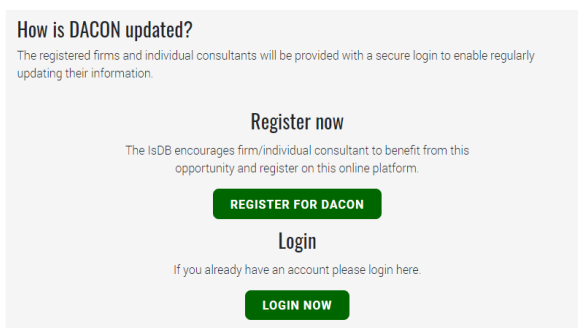 How is DACON updated?
The registered firms and individual consultants will be provided with a secure login to enable regularly
updating their information.
Register now
The IsDB encourages firm/individual consultant to benefit from this
opportunity and register on this online platform.
REGISTER FOR DACON
Login
If you already have an account please login here.
LOGIN NOW